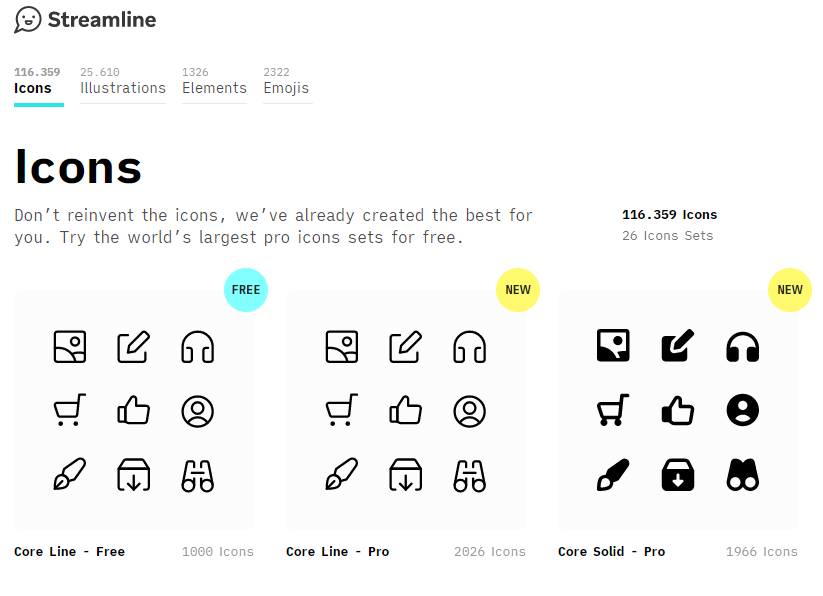 Streamline
116.359 25.610 1326 2322
Icons Illustrations Elements Emojis
Icons
Don’t reinvent the icons, we’ve already created the best for
you. Try the world’s largest pro icons sets for free.
116.359 Icons
26 Icons Sets
FREE NEW NEW
Core Line - Free 1000 Icons Core Line - Pro 2026 Icons Core Solid - Pro 1966 Icons